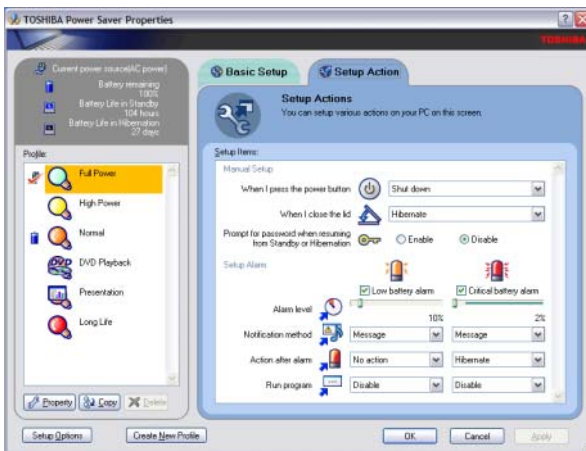 TOSHIBA Power Saver Properties
TOSHIBA
Current power source(AC power)
Battery remaining
100%
Battery Life in Standby
104 hours
Battery Life in Hibernation
27 days
Profile:
Full Power
High Power
Normal
DVD Playback
Presentation
Long Life
Property
Copy
Delete
Setup Options
Create New Profile
Basic Setup
Setup Action
Setup Actions
You can setup various actions on your PC on this screen.
Setup Items:
Manual Setup
When I press the power button
Shut down
When I close the lid
Hibernate
Prompt for password when resuming
from Standby or Hibernation
Enable
Disable
Setup Alarm
Low battery alarm
Critical battery alarm
Alarm level
10%
2%
Notification method
Message
Message
Action after alarm
No action
Hibernate
Run program
Disable
Disable
OK
Cancel
Apply